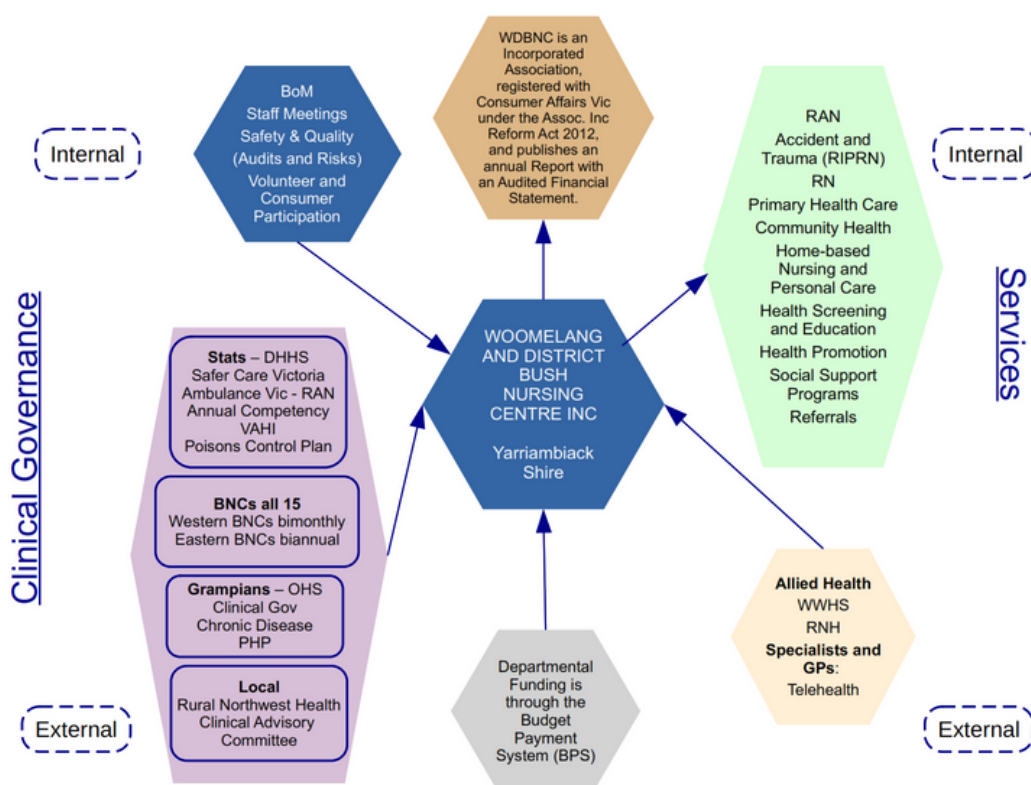 WDBNC is an
Incorporated
Association,
registered with
Consumer Affairs Vic
under the Assoc. Inc
Reform Act 2012,
and publishes an
annual Report with
an Audited Financial
Statement.
Internal
BoM
Staff Meetings
Safety & Quality
(Audits and Risks)
Volunteer and
Consumer
Participation
RAN
Accident and
Trauma (RIPRN)
RN
Primary Health Care
Community Health
Home-based
Nursing and
Personal Care
Health Screening
and Education
Health Promotion
Social Support
Programs
Referrals
Internal
Clinical Governance
WOOMELANG
AND DISTRICT
BUSH
NURSING
CENTRE INC
Yarriambiack
Shire
Services
Stats – DHHS
Safer Care Victoria
Ambulance Vic - RAN
Annual Competency
VAHI
Poisons Control Plan
BNCs all 15
Western BNCs bimonthly
Eastern BNCs biannual
Grampians – OHS
Clinical Gov
Chronic Disease
PHP
Local
Rural Northwest Health
Clinical Advisory
Committee
External
Departmental
Funding is
through the
Budget
Payment
System (BPS)
Allied Health
WWHS
RNH
Specialists and
GPs:
Telehealth
External